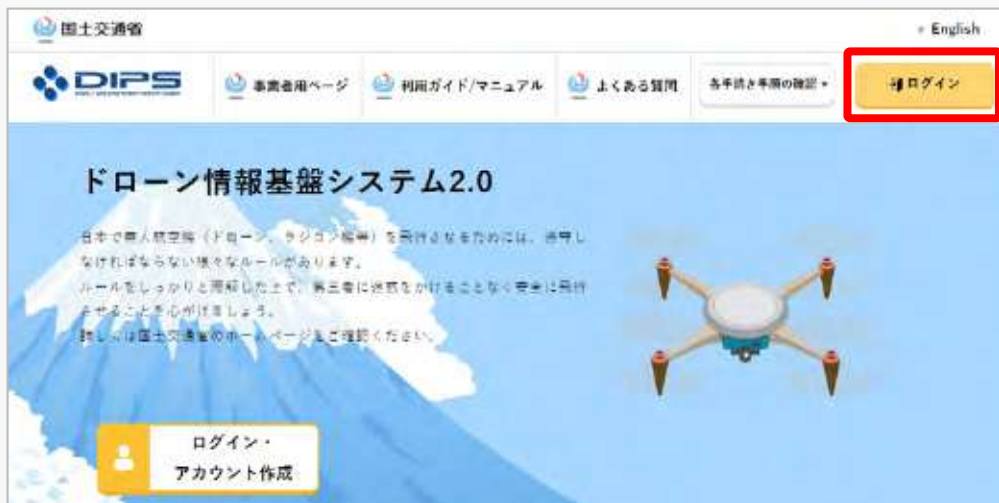 国土交通省
English
DIPS
事業者用ページ
利用ガイド/マニュアル
よくある質問
各手続き手順の確認
ログイン
ドローン情報基盤システム2.0
日本で無人航空機（ドローン、ラジコン機等）を飛行させるためには、遵守し
なければならない様々なルールがあります。
ルールをしっかりと理解した上で、第三者に迷惑をかけることなく安全に飛行
させることを心がけましょう。
詳しくは国土交通省のホームページをご確認ください。
ログイン・
アカウント作成